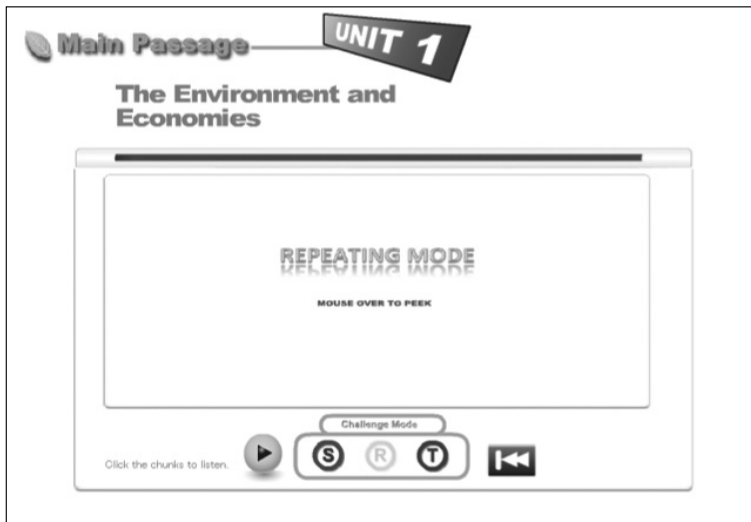 Main Passage
UNIT 1
The Environment and
Economies
REPEATING MODE
MOUSE OVER TO PEEK
Challenge Mode
Click the chunks to listen.
S R T